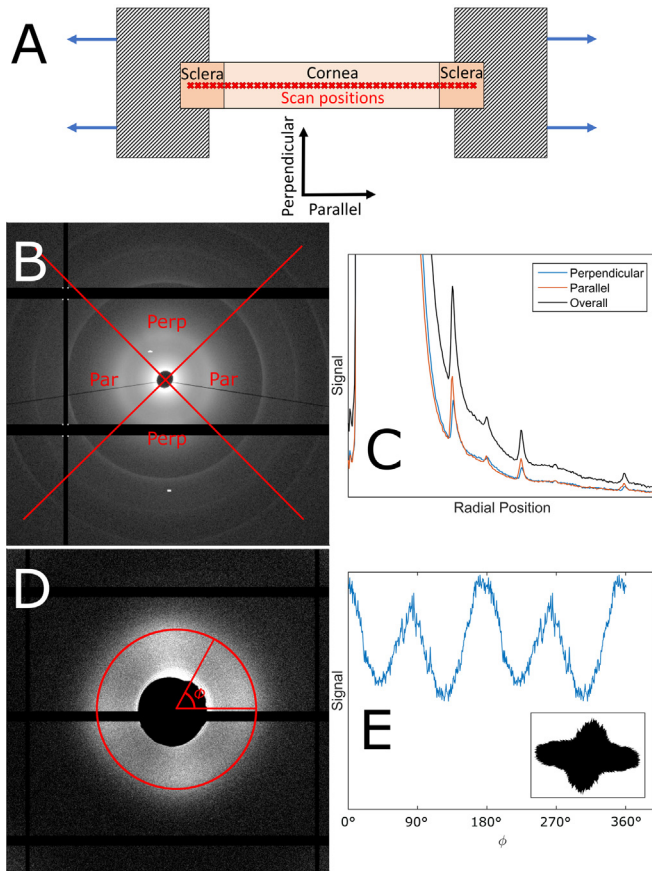 A
Sclera
Cornea
Sclera
Scan positions
Perpendicular
Parallel
B
Perp
Par
Par
Perp
Perpendicular
Parallel
Overall
Signal
C
Radial Position
D
φ
Signal
E
0° 90° 180° 270° 360°
ϕ